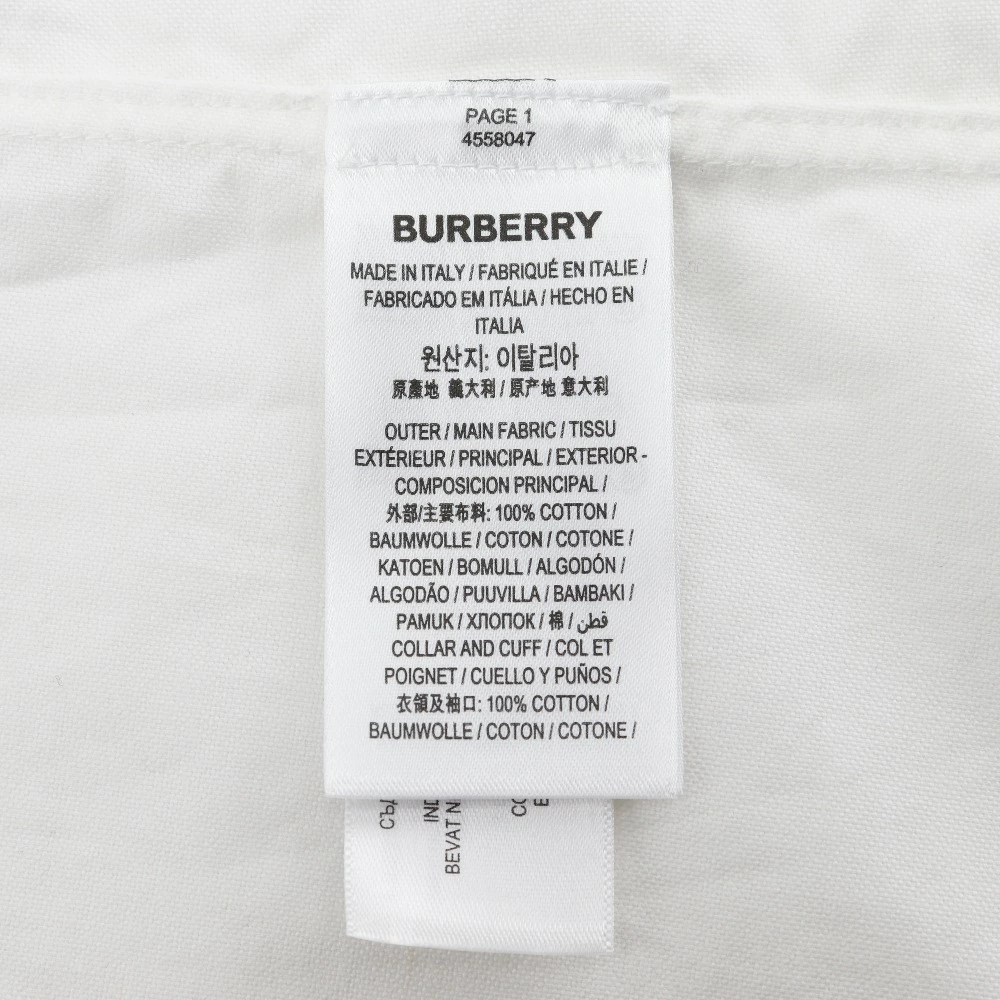 PAGE 1
4558047
BURBERRY
MADE IN ITALY / FABRIQUÉ EN ITALIE /
FABRICADO EM ITÁLIA / HECHO EN
ITALIA
원산지: 이탈리아
原產地 義大利 / 原产地 意大利
OUTER / MAIN FABRIC / TISSU
EXTÉRIEUR / PRINCIPAL / EXTERIOR -
COMPOSICION PRINCIPAL /
外部/主要布料: 100% COTTON /
BAUMWOLLE / COTON / COTONE /
KATOEN / BOMULL / ALGODÓN /
ALGODÃO / PUUVILLA / BAMBAKI /
PAMUK / ХЛОПОК / 棉 / قطن
COLLAR AND CUFF / COL ET
POIGNET / CUELLO Y PUÑOS /
衣領及袖口: 100% COTTON /
BAUMWOLLE / COTON / COTONE /
BEVAT